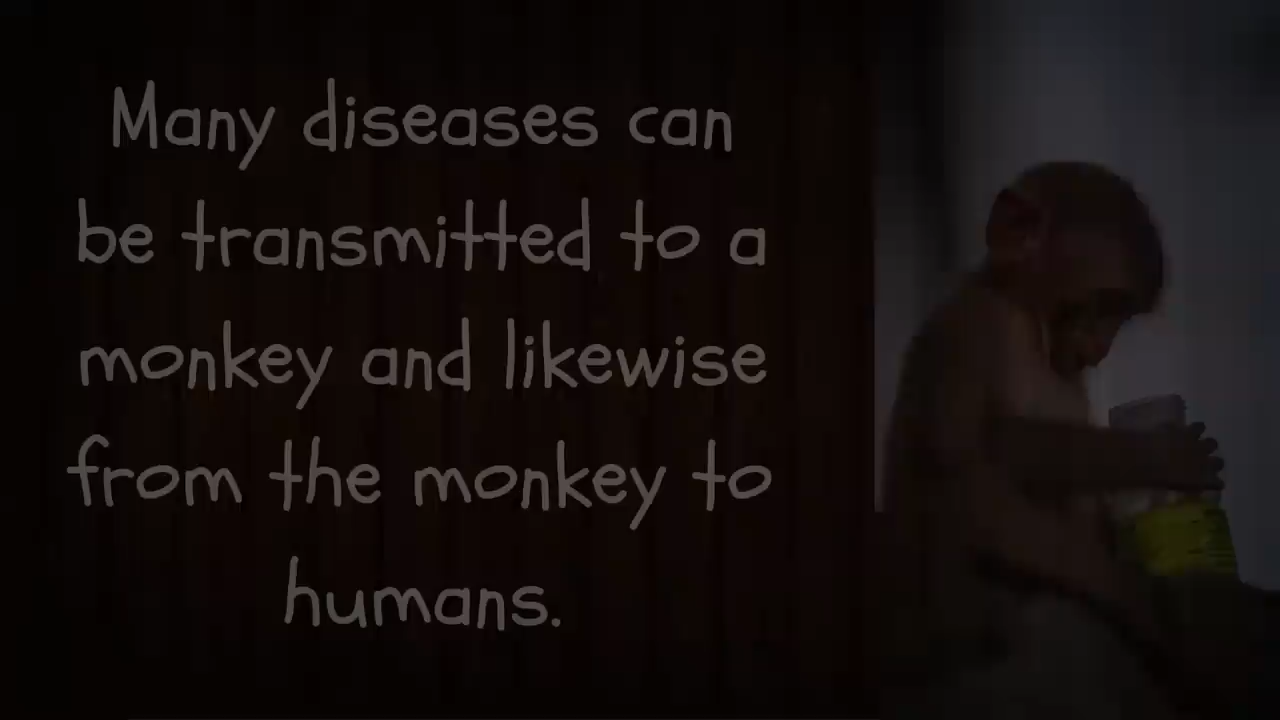 Many diseases can
be transmitted to a
monkey and likewise
from the monkey to
humans.